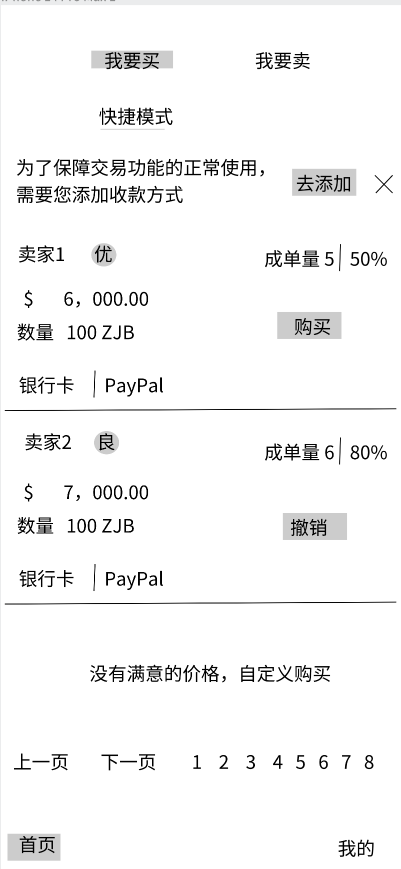 我要买 我要卖
快捷模式
为了保障交易功能的正常使用，
需要您添加收款方式
去添加
卖家1 优 成单量 5 50%
$ 6，000.00
数量 100 ZJB 购买
银行卡 PayPal
卖家2 良 成单量 6 80%
$ 7，000.00
数量 100 ZJB 撤销
银行卡 PayPal
没有满意的价格，自定义购买
上一页 下一页 1 2 3 4 5 6 7 8
首页 我的